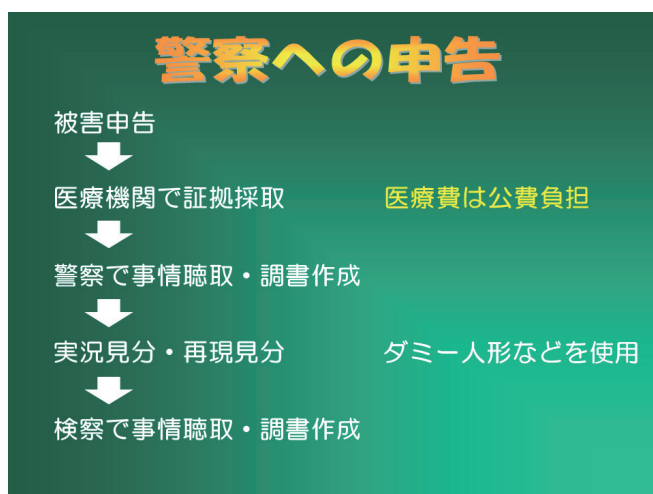 警察への申告
被害申告
医療機関で証拠採取 医療費は公費負担
警察で事情聴取・調書作成
実況見分・再現見分 ダミー人形などを使用
検察で事情聴取・調書作成